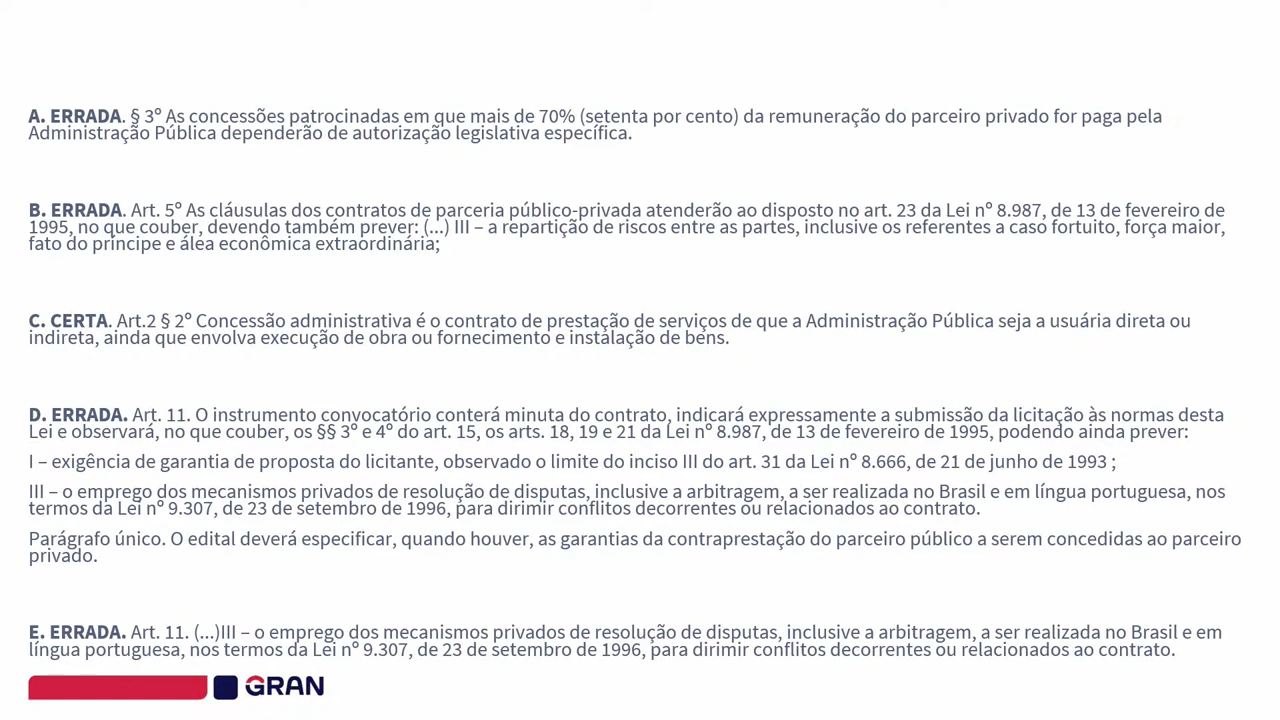 A. ERRADA. § 3º As concessões patrocinadas em que mais de 70% (setenta por cento) da remuneração do parceiro privado for paga pela
Administração Pública dependerão de autorização legislativa específica.
B. ERRADA. Art. 5º As cláusulas dos contratos de parceria público-privada atenderão ao disposto no art. 23 da Lei nº 8.987, de 13 de fevereiro de
1995, no que couber, devendo também prever: (...) III – a repartição de riscos entre as partes, inclusive os referentes a caso fortuito, força maior,
fato do príncipe e álea econômica extraordinária;
C. CERTA. Art.2 § 2º Concessão administrativa é o contrato de prestação de serviços de que a Administração Pública seja a usuária direta ou
indireta, ainda que envolva execução de obra ou fornecimento e instalação de bens.
D. ERRADA. Art. 11. O instrumento convocatório conterá minuta do contrato, indicará expressamente a submissão da licitação às normas desta
Lei e observará, no que couber, os §§ 3º e 4º do art. 15, os arts. 18, 19 e 21 da Lei nº 8.987, de 13 de fevereiro de 1995, podendo ainda prever:
I – exigência de garantia de proposta do licitante, observado o limite do inciso III do art. 31 da Lei nº 8.666, de 21 de junho de 1993 ;
III – o emprego dos mecanismos privados de resolução de disputas, inclusive a arbitragem, a ser realizada no Brasil e em língua portuguesa, nos
termos da Lei nº 9.307, de 23 de setembro de 1996, para dirimir conflitos decorrentes ou relacionados ao contrato.
Parágrafo único. O edital deverá especificar, quando houver, as garantias da contraprestação do parceiro público a serem concedidas ao parceiro
privado.
E. ERRADA. Art. 11. (...)III – o emprego dos mecanismos privados de resolução de disputas, inclusive a arbitragem, a ser realizada no Brasil e em
língua portuguesa, nos termos da Lei nº 9.307, de 23 de setembro de 1996, para dirimir conflitos decorrentes ou relacionados ao contrato.
GRAN